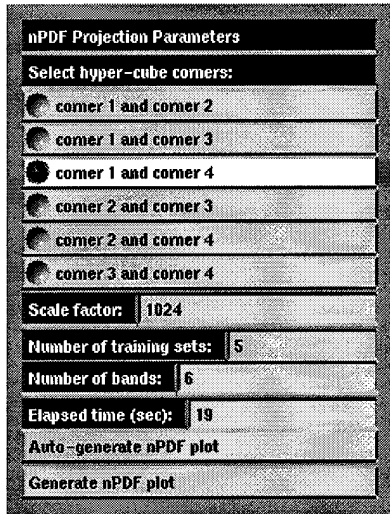 nPDF Projection Parameters
Select hyper-cube corners:
corner 1 and corner 2
corner 1 and corner 3
corner 1 and corner 4
corner 2 and corner 3
corner 2 and corner 4
corner 3 and corner 4
Scale factor: 1024
Number of training sets: 5
Number of bands: 6
Elapsed time (sec): 19
Auto-generate nPDF plot
Generate nPDF plot